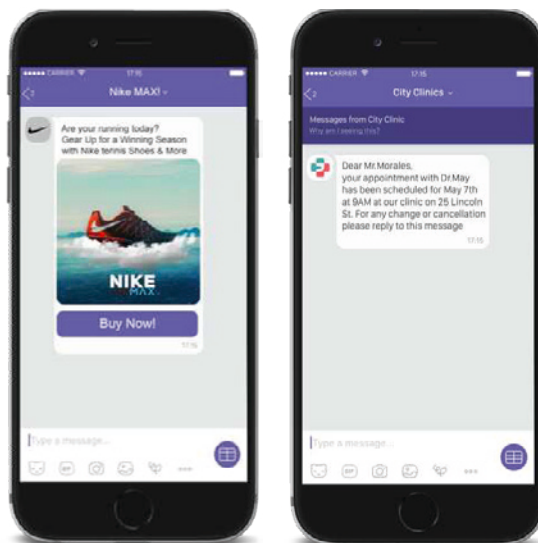 CARRIER 17:15
2 Nike MAX!
Are your running today?
Gear Up for a Winning Season
with Nike tennis Shoes & More
NIKE
MAX
Buy Now!
17:15
Type a message...
CARRIER 17:15
2 City Clinics
Messages from City Clinic
Why am I seeing this?
Dear Mr.Morales,
your appointment with Dr.May
has been scheduled for May 7th
at 9AM at our clinic on 25 Lincoln
St. For any change or cancellation
please reply to this message
17:15
Type a message...